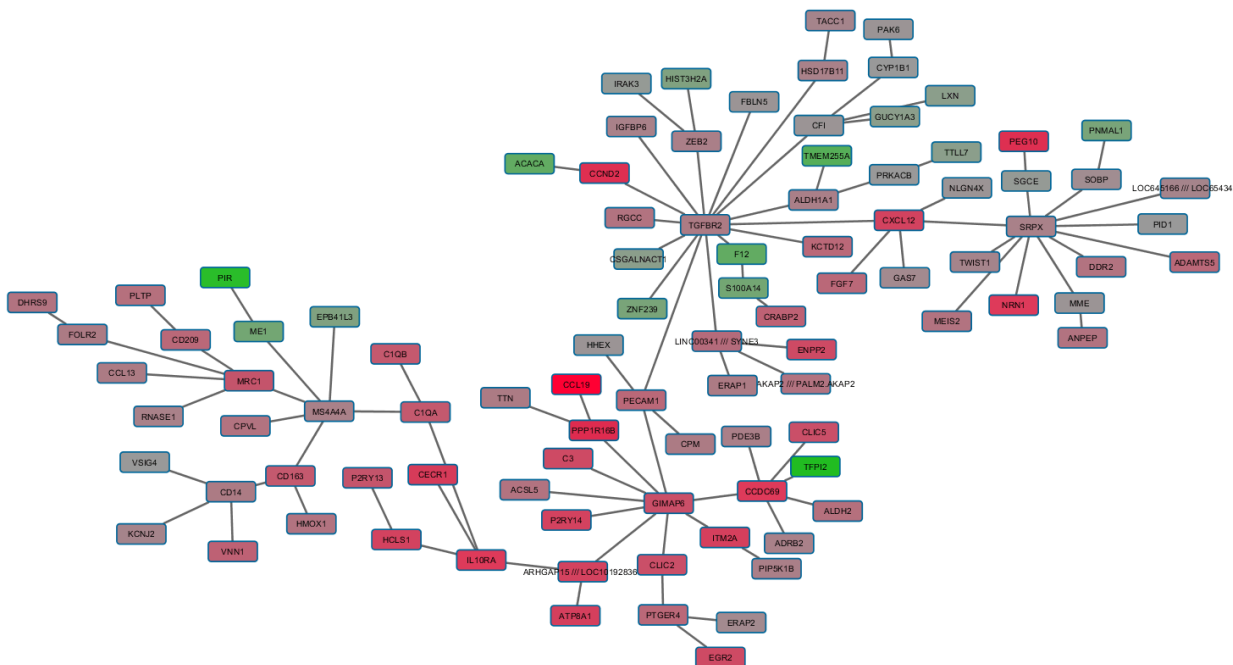 TACC1
PAK6
HSD17B11
CYP1B1
IRAK3
HIST3H2A
FBLN5
LXN
GUCY1A3
CFI
IGFBP6
ZEB2
PNMAL1
PEG10
TMEM255A
TTLL7
ACACA
CCND2
PRKACB
SGCE
SOBP
NLGN4X
LOC645166 /// LOC65434
ALDH1A1
RGCC
TGFBR2
CXCL12
SRPX
PID1
KCTD12
CSGALNACT1
F12
TWIST1
DDR2
ADAMTS5
PIR
FGF7
GAS7
S100A14
DHRS9
PLTP
ZNF239
CRABP2
NRN1
MME
MEIS2
ME1
EPB41L3
FOLR2
CD209
ANPEP
LINC00341 /// SYNE3
ENPP2
HHEX
C1QB
CCL13
MRC1
CCL19
ERAP1
AKAP2 /// PALM2.AKAP2
TTN
PECAM1
RNASE1
MS4A4A
C1QA
CPVL
PPP1R16B
CPM
PDE3B
CLIC5
C3
VSIG4
TFPI2
CD163
P2RY13
CECR1
CD14
CCDC69
ACSL5
GIMAP6
ALDH2
P2RY14
HMOX1
KCNJ2
HCLS1
ITM2A
ADRB2
VNN1
IL10RA
CLIC2
PIP5K1B
ARHGAP15 /// LOC10192836
ATP8A1
PTGER4
ERAP2
EGR2